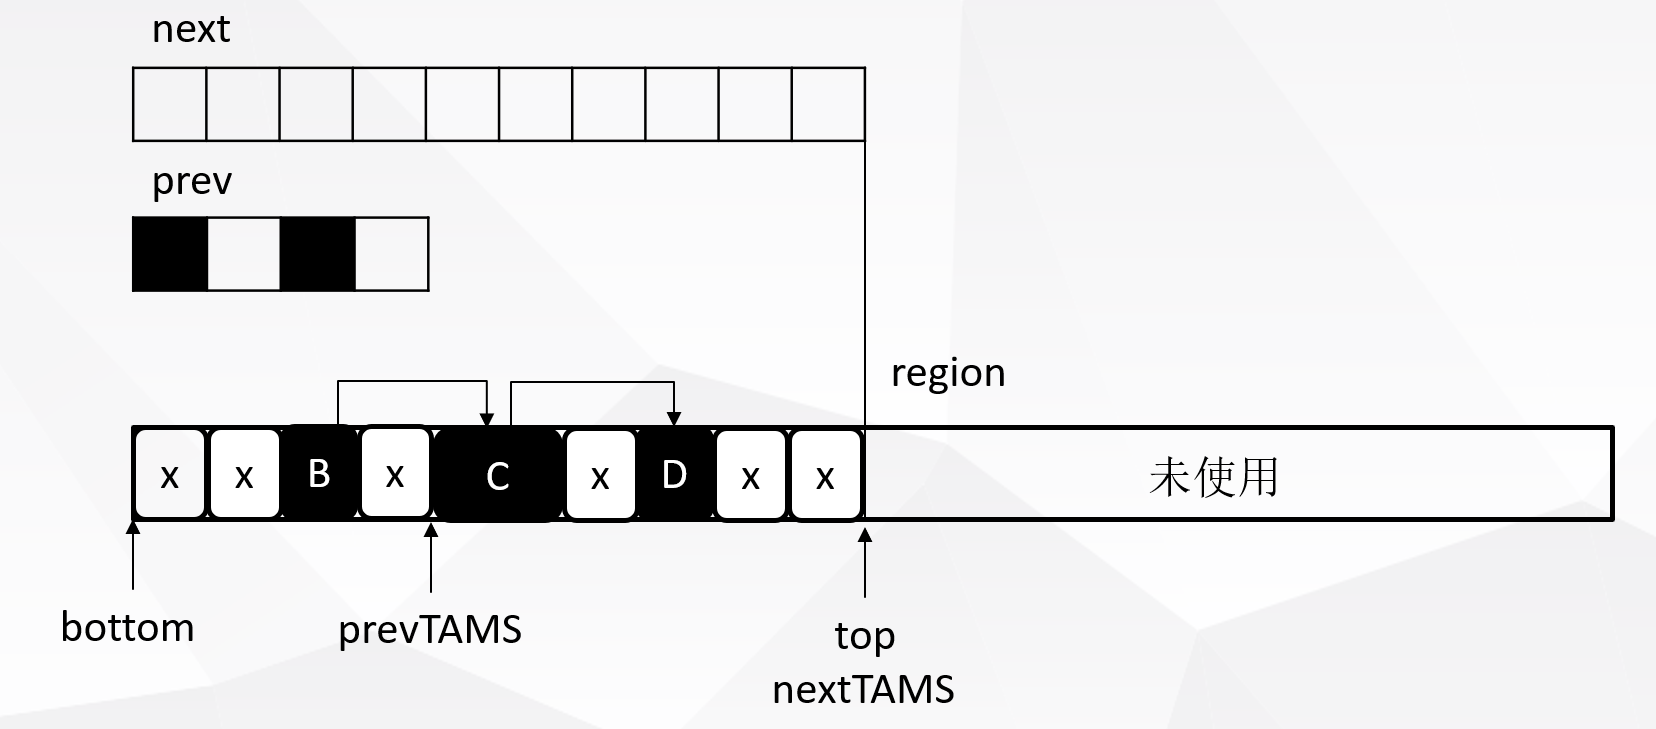 next
prev
region
x x B x C x D x x 未使用
bottom prevTAMS top
nextTAMS